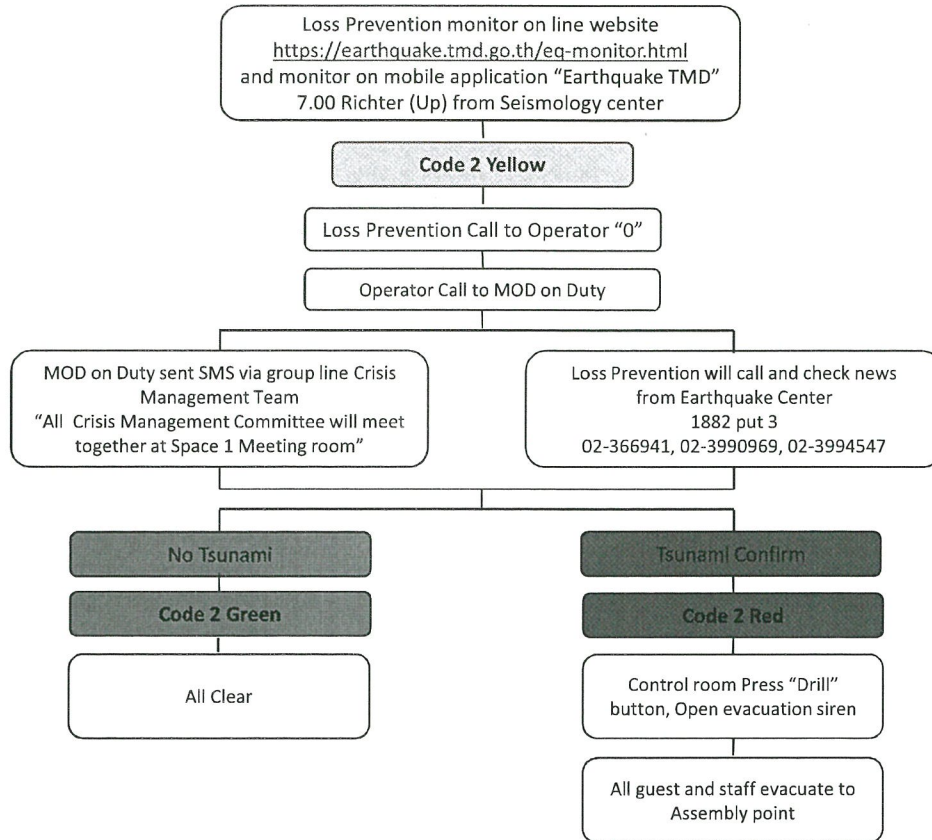 Loss Prevention monitor on line website
https://earthquake.tmd.go.th/eq-monitor.html
and monitor on mobile application “Earthquake TMD”
7.00 Richter (Up) from Seismology center
Code 2 Yellow
Loss Prevention Call to Operator “0”
Operator Call to MOD on Duty
MOD on Duty sent SMS via group line Crisis
Management Team
“All Crisis Management Committee will meet
together at Space 1 Meeting room”
Loss Prevention will call and check news
from Earthquake Center
1882 put 3
02-366941, 02-3990969, 02-3994547
No Tsunami
Code 2 Green
All Clear
Tsunami Confirm
Code 2 Red
Control room Press “Drill”
button, Open evacuation siren
All guest and staff evacuate to
Assembly point